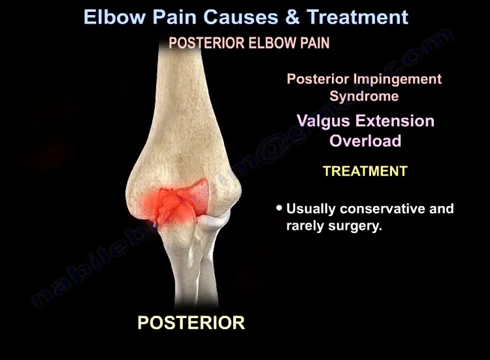 Elbow Pain Causes & Treatment
POSTERIOR ELBOW PAIN
Posterior Impingement
Syndrome
Valgus Extension
Overload
TREATMENT
• Usually conservative and
rarely surgery.
POSTERIOR